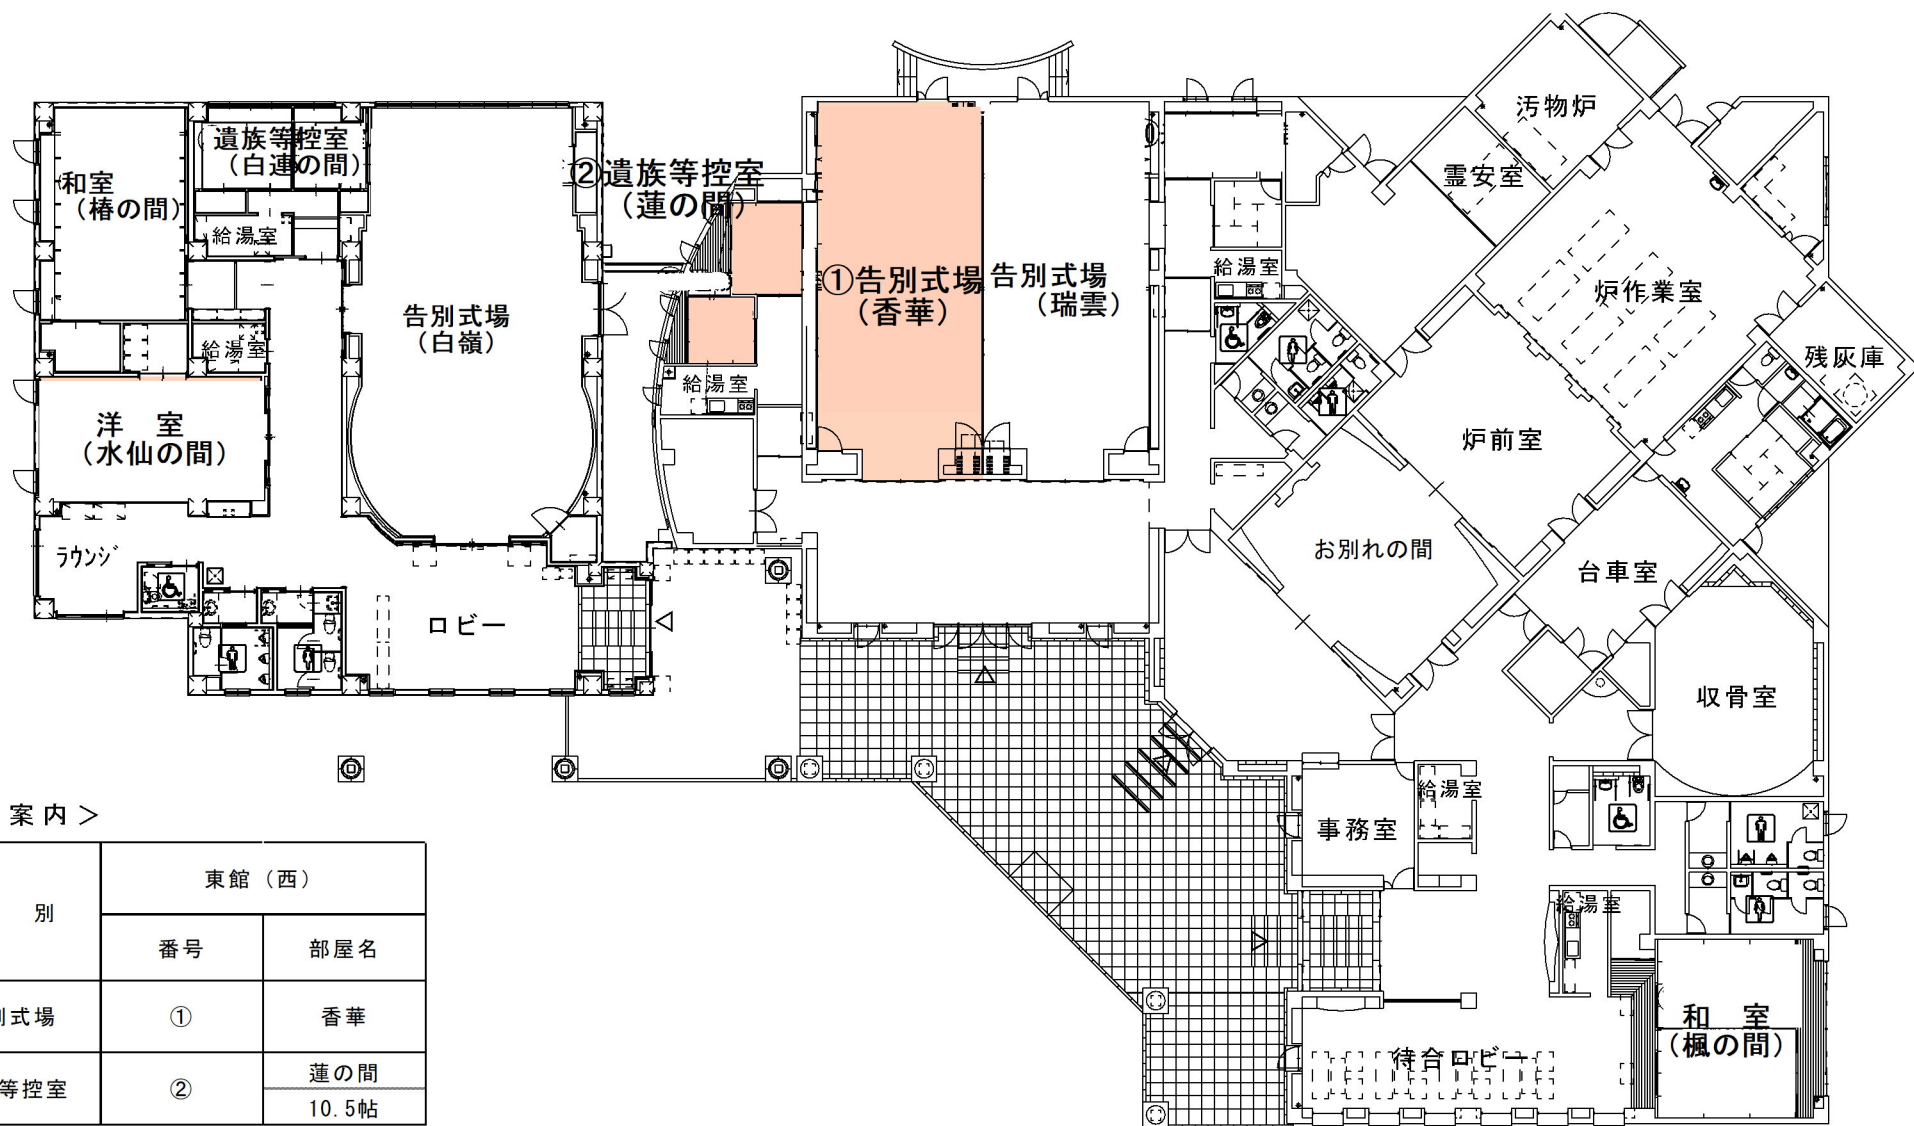 遺族等控室
（白連の間）
和室
（椿の間）
給湯室
給湯室
洋　室
（水仙の間）
ラウンジ
ロビー
告別式場
（白嶺）
②遺族等控室
（蓮の間）
給湯室
①告別式場
（香華）
告別式場
（瑞雲）
給湯室
汚物炉
霊安室
炉作業室
残灰庫
炉前室
お別れの間
台車室
収骨室
事務室
給湯室
給湯室
待合ロビー
和　室
（楓の間）
案内＞
別
東館（西）
番号
部屋名
式場
①
香華
等控室
②
蓮の間
10.5帖